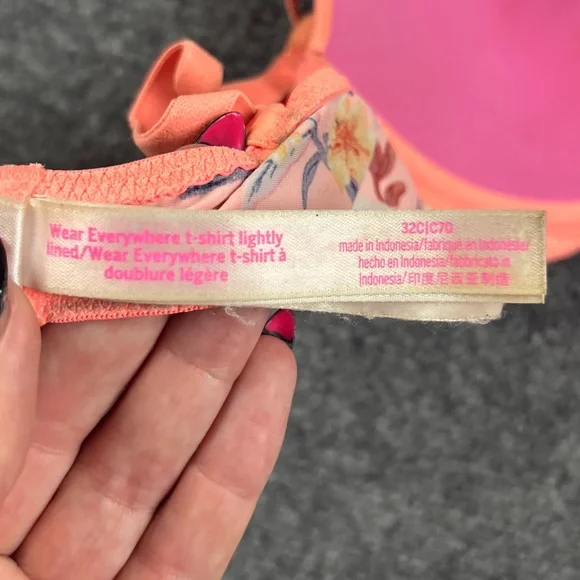 Wear Everywhere t-shirt lightly
lined/Wear Everywhere t-shirt à
doublure légère
32C|C70
made in Indonesia/fabrique en Indonésie/
hecho en Indonesia/fabricato in
Indonesia/印度尼西亚制造